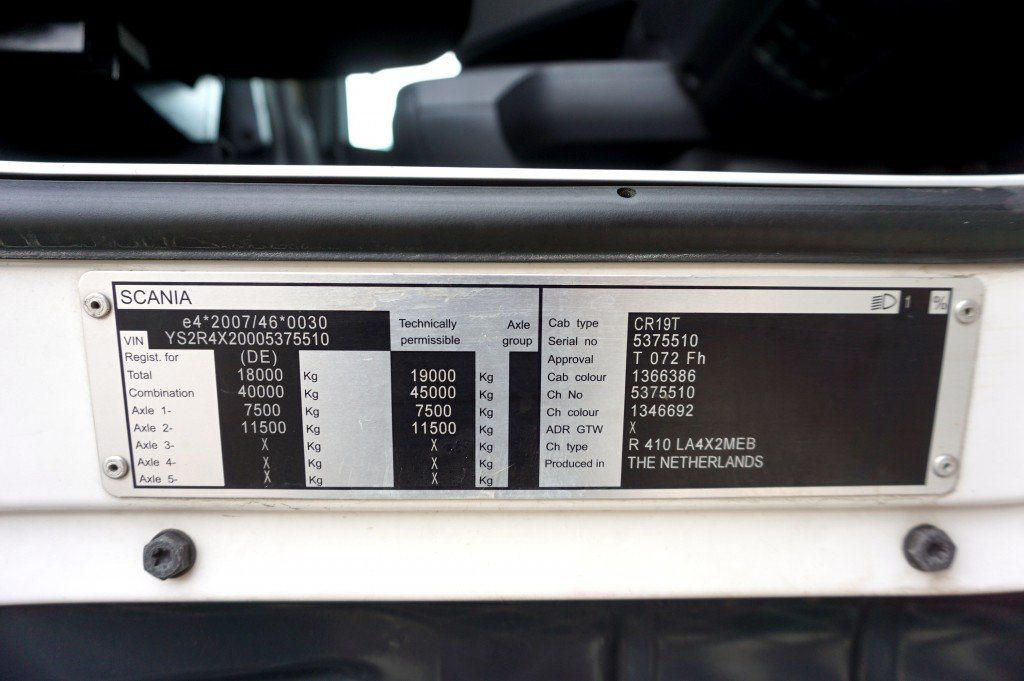 SCANIA
e4*2007/46*0030
VIN YS2R4X20005375510
Technically permissible
Axle group
Regist. for (DE)
Total 18000 Kg 19000 Kg
Combination 40000 Kg 45000 Kg
Axle 1- 7500 Kg 7500 Kg
Axle 2- 11500 Kg 11500 Kg
Axle 3- X Kg X Kg
Axle 4- X Kg X Kg
Axle 5- X Kg X Kg
1 %
Cab type CR19T
Serial no 5375510
Approval T 072 Fh
Cab colour 1366386
Ch No 5375510
Ch colour 1346692
ADR GTW X
Ch type R 410 LA4X2MEB
Produced in THE NETHERLANDS